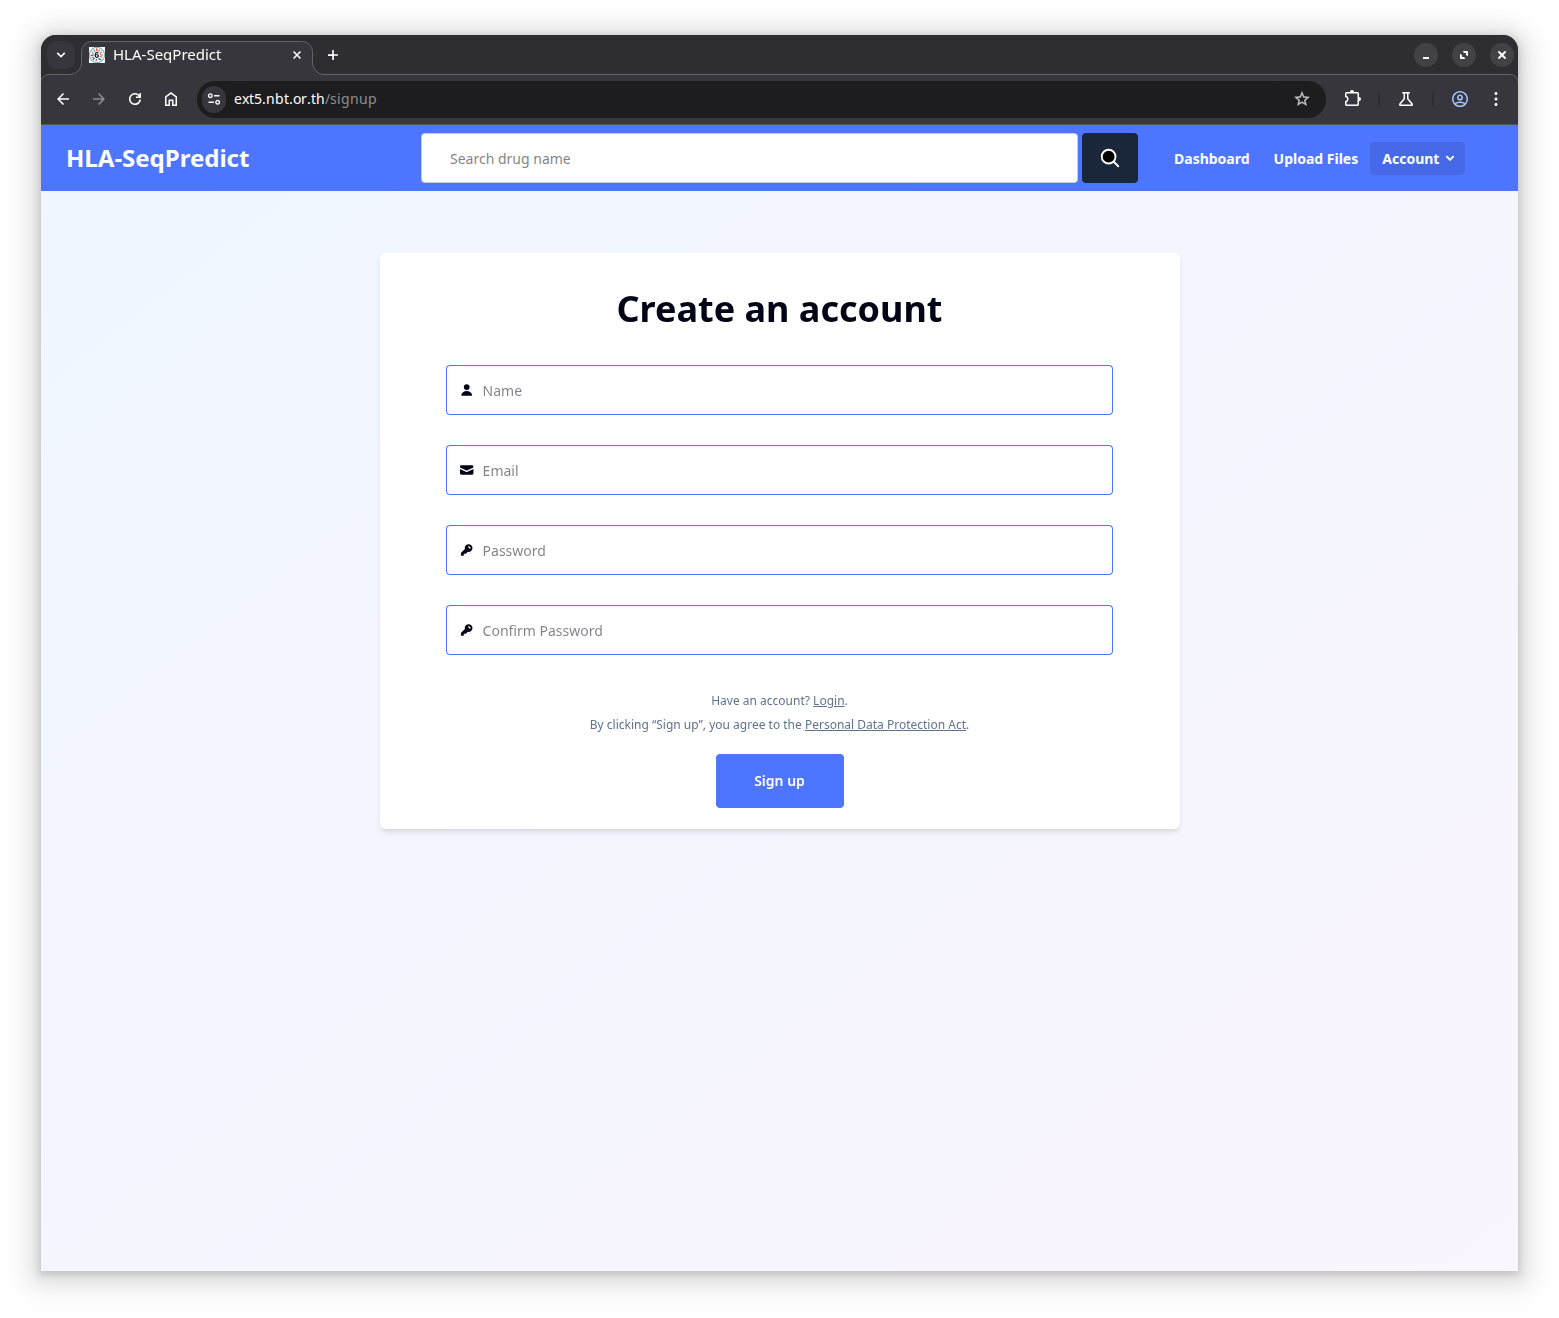 HLA-SeqPredict
ext5.nbt.or.th/signup
HLA-SeqPredict
Search drug name
Dashboard
Upload Files
Account
Create an account
Name
Email
Password
Confirm Password
Have an account? Login.
By clicking “Sign up”, you agree to the Personal Data Protection Act.
Sign up